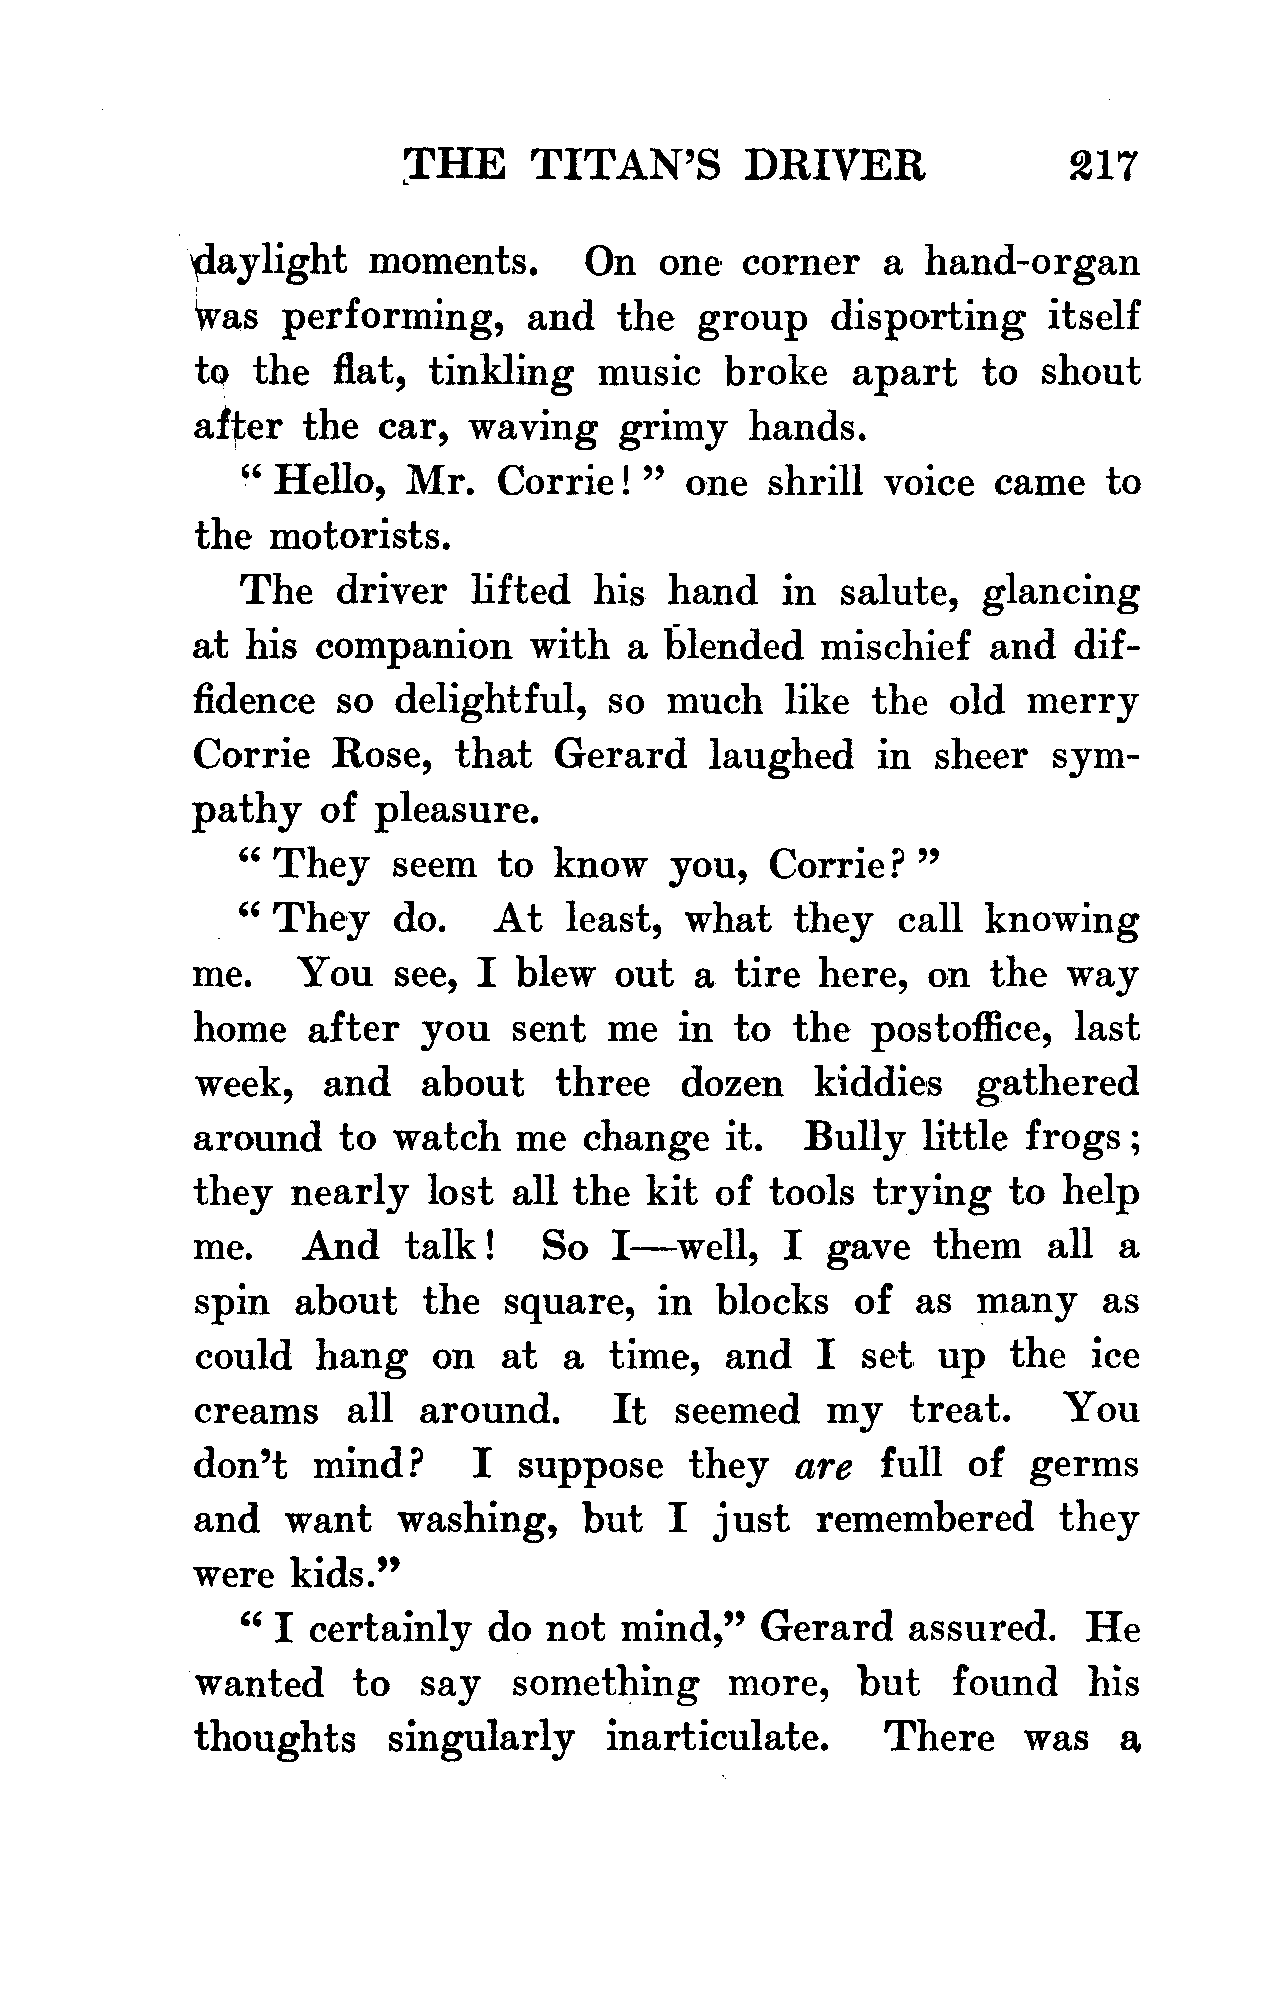 THE TITAN'S DRIVER 217
daylight moments. On one corner a hand-organ
was performing, and the group disporting itself
to the flat, tinkling music broke apart to shout
after the car, waving grimy hands.
“ Hello, Mr. Corrie! ” one shrill voice came to
the motorists.
The driver lifted his hand in salute, glancing
at his companion with a blended mischief and dif-
fidence so delightful, so much like the old merry
Corrie Rose, that Gerard laughed in sheer sym-
pathy of pleasure.
“ They seem to know you, Corrie? ”
“ They do. At least, what they call knowing
me. You see, I blew out a tire here, on the way
home after you sent me in to the postoffice, last
week, and about three dozen kiddies gathered
around to watch me change it. Bully little frogs;
they nearly lost all the kit of tools trying to help
me. And talk! So I—well, I gave them all a
spin about the square, in blocks of as many as
could hang on at a time, and I set up the ice
creams all around. It seemed my treat. You
don't mind? I suppose they are full of germs
and want washing, but I just remembered they
were kids.”
“ I certainly do not mind,” Gerard assured. He
wanted to say something more, but found his
thoughts singularly inarticulate. There was a